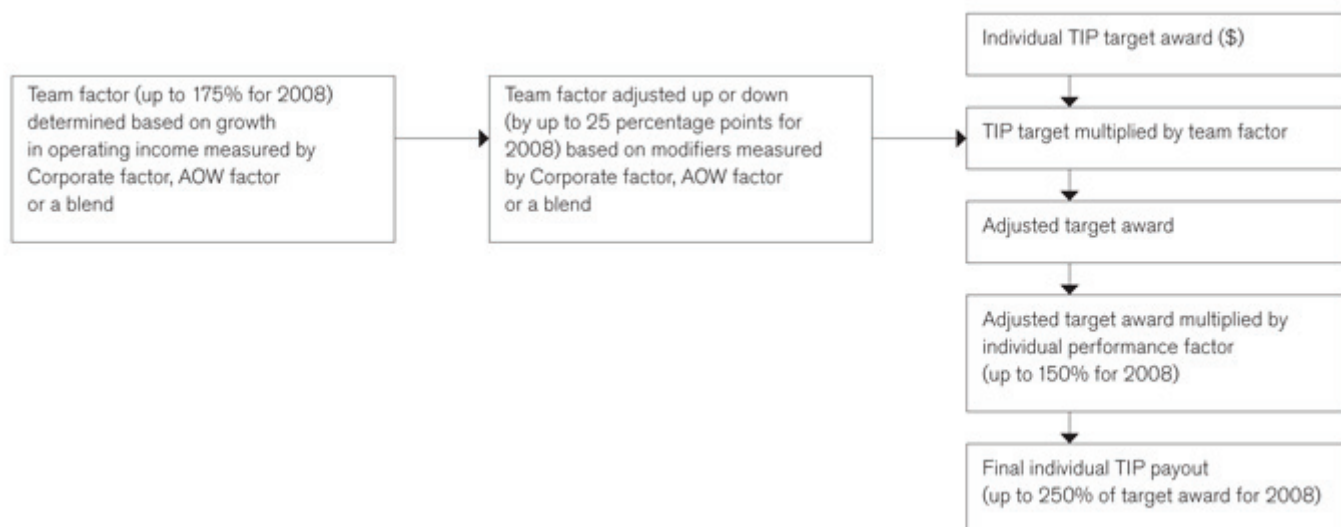 Team factor (up to 175% for 2008)
determined based on growth
in operating income measured by
Corporate factor, AOW factor
or a blend
Team factor adjusted up or down
(by up to 25 percentage points for
2008) based on modifiers measured
by Corporate factor, AOW factor
or a blend
Individual TIP target award ($)
TIP target multiplied by team factor
Adjusted target award
Adjusted target award multiplied by
individual performance factor
(up to 150% for 2008)
Final individual TIP payout
(up to 250% of target award for 2008)